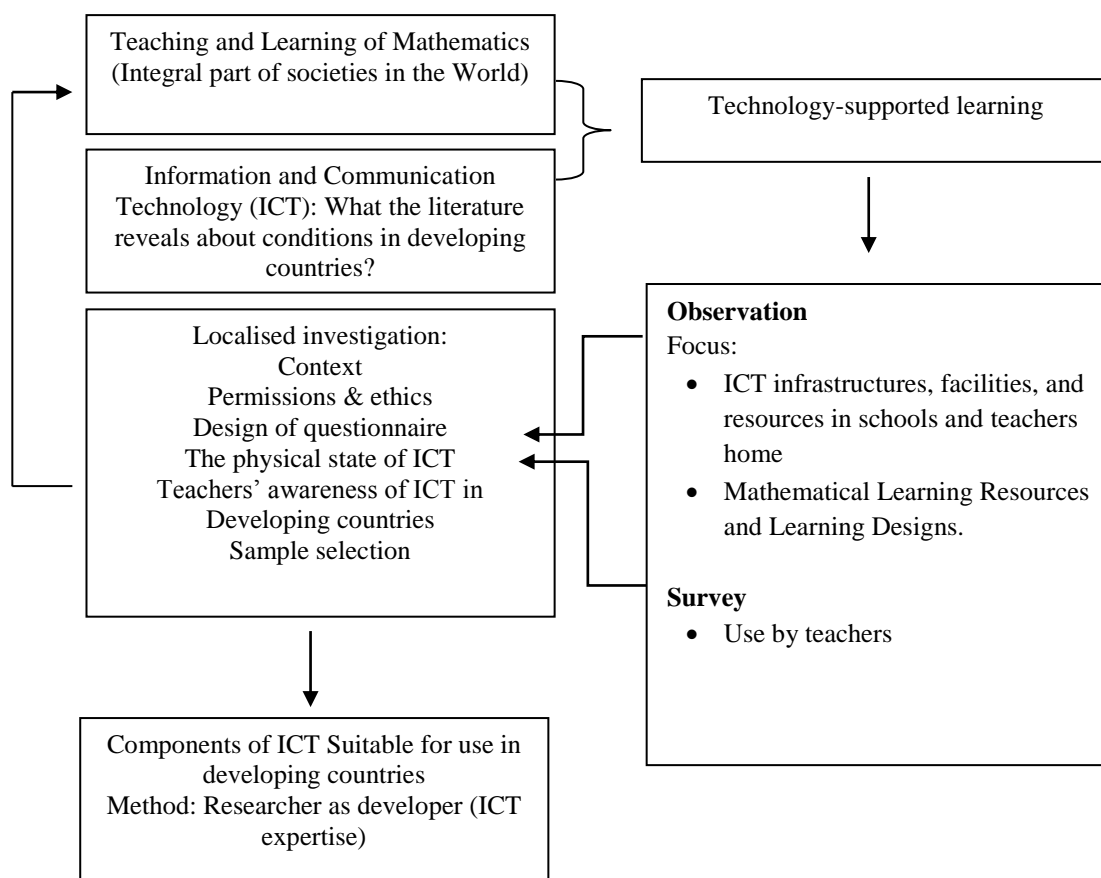 Teaching and Learning of Mathematics
(Integral part of societies in the World)
Technology-supported learning
Information and Communication
Technology (ICT): What the literature
reveals about conditions in developing
countries?
Localised investigation:
Context
Permissions & ethics
Design of questionnaire
The physical state of ICT
Teachers’ awareness of ICT in
Developing countries
Sample selection
Observation
Focus:
• ICT infrastructures, facilities, and
resources in schools and teachers
home
• Mathematical Learning Resources
and Learning Designs.
Survey
• Use by teachers
Components of ICT Suitable for use in
developing countries
Method: Researcher as developer (ICT
expertise)